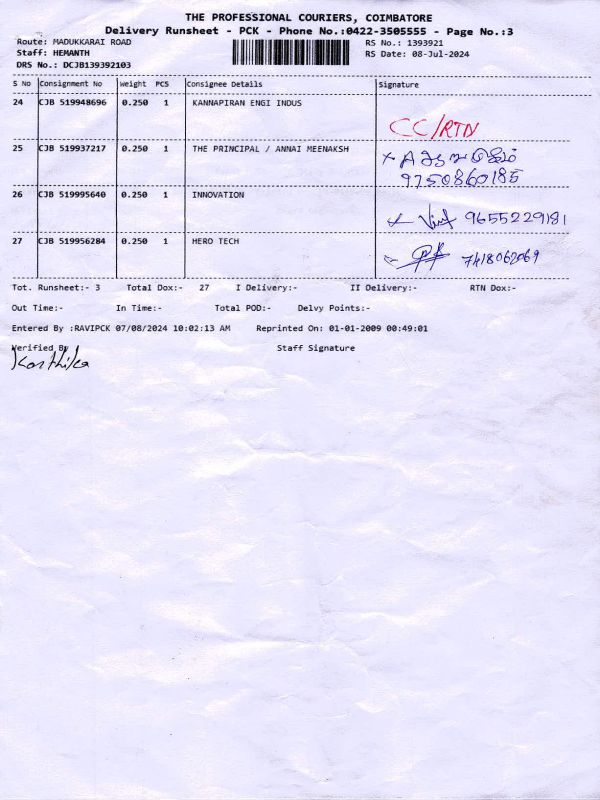 THE PROFESSIONAL COURIERS, COIMBATORE
Delivery Runsheet - PCK - Phone No.:0422-3505555 - Page No.:3
Route: MADUKKARAI ROAD RS No.: 1393921
Staff: HEMANTH RS Date: 08-Jul-2024
DRS No.: DCJB139392103
S No Consignment No Weight PCS Consignee Details Signature
24 CJB 519948696 0.250 1 KANNAPIRAN ENGI INDUS
CC/RTN
25 CJB 519937217 0.250 1 THE PRINCIPAL / ANNAI MEENAKSH
9750860185
26 CJB 519995640 0.250 1 INNOVATION
9655229181
27 CJB 519956284 0.250 1 HERO TECH
7418062069
Tot. Runsheet:- 3 Total Dox:- 27 I Delivery:- II Delivery:- RTN Dox:-
Out Time:- In Time:- Total POD:- Delvy Points:-
Entered By :RAVIPCK 07/08/2024 10:02:13 AM Reprinted On: 01-01-2009 00:49:01
Verified By Staff Signature
Karthika